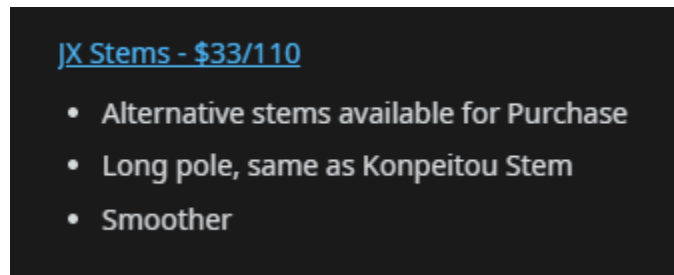 JX Stems - $33/110
• Alternative stems available for Purchase
• Long pole, same as Konpeitou Stem
• Smoother